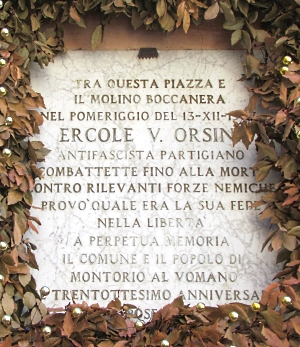 TRA QUESTA PIAZZA E
IL MOLINO BOCCANERA
NEL POMERIGGIO DEL 13-XII-
ERCOLE V. ORSIN
ANTIFASCISTA PARTIGIANO
COMBATTETTE FINO ALLA MORT
CONTRO RILEVANTI FORZE NEMICHE
PROVÒ QUALE ERA LA SUA FEDE
NELLA LIBERTÀ
A PERPETUA MEMORIA
IL COMUNE E IL POPOLO DI
MONTORIO AL VOMANO
E TRENTOTTESIMO ANNIVERSA
POSE